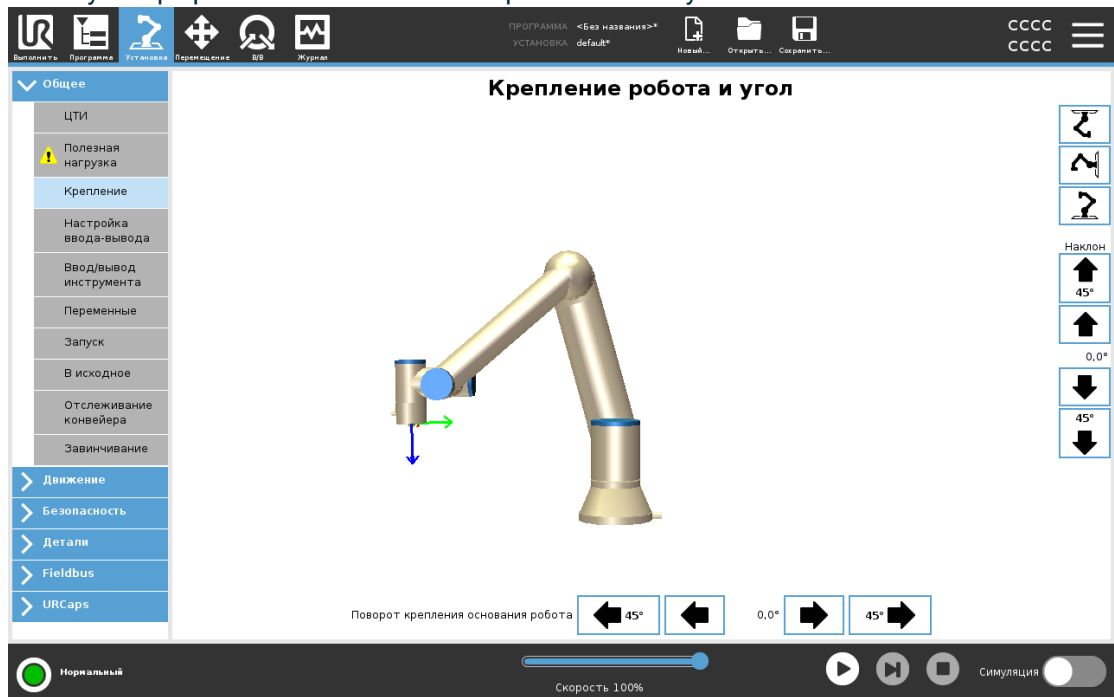 ПРОГРАММА <Без названия>*
УСТАНОВКА default*
Выполнить Программа Установка Перемещение В/В Журнал
Новый... Открыть... Сохранить...
CCCC
CCCC
Общее
ЦТИ
Полезная
нагрузка
Крепление
Настройка
ввода-вывода
Ввод/вывод
инструмента
Переменные
Запуск
В исходное
Отслеживание
конвейера
Завинчивание
Движение
Безопасность
Детали
Fieldbus
URCaps
Крепление робота и угол
Наклон
45°
0,0°
45°
Поворот крепления основания робота 45° 0,0° 45°
Нормальный
Скорость 100%
Симуляция